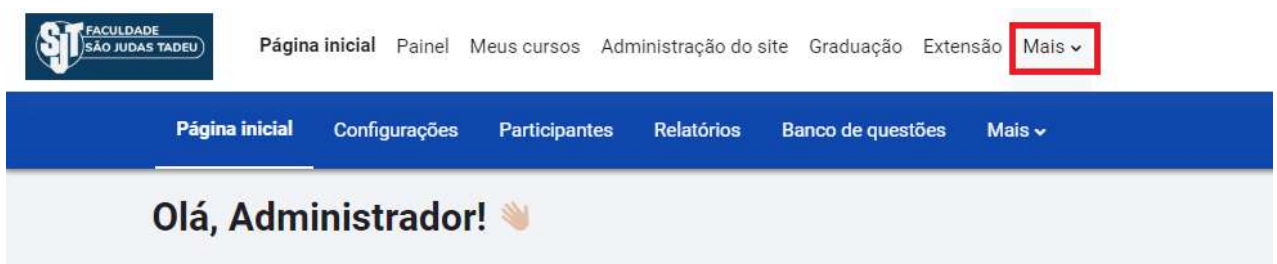 SJT FACULDADE
SÃO JUDAS TADEU
Página inicial Painel Meus cursos Administração do site Graduação Extensão Mais
Página inicial Configurações Participantes Relatórios Banco de questões Mais
Olá, Administrador! 👋🏼